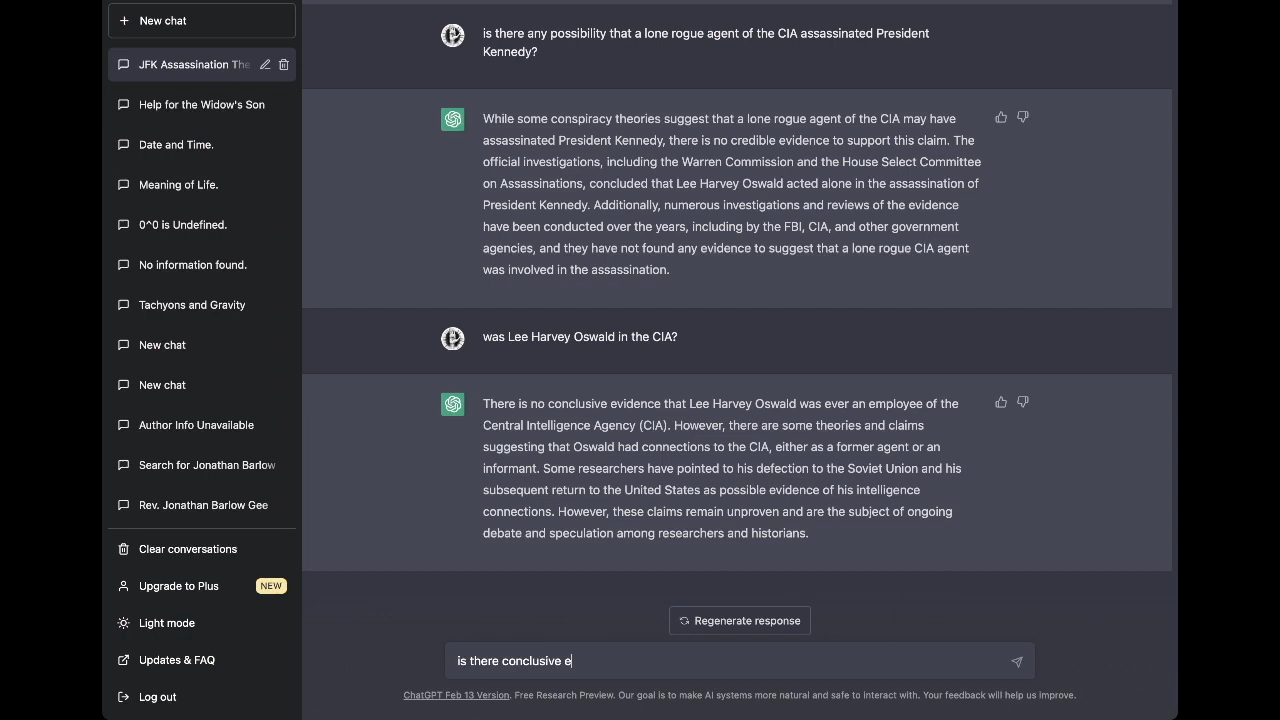 New chat
JFK Assassination The
Help for the Widow's Son
Date and Time.
Meaning of Life.
0^0 is Undefined.
No information found.
Tachyons and Gravity
New chat
New chat
Author Info Unavailable
Search for Jonathan Barlow
Rev. Jonathan Barlow Gee
Clear conversations
Upgrade to Plus NEW
Light mode
Updates & FAQ
Log out
is there any possibility that a lone rogue agent of the CIA assassinated President
Kennedy?
While some conspiracy theories suggest that a lone rogue agent of the CIA may have
assassinated President Kennedy, there is no credible evidence to support this claim. The
official investigations, including the Warren Commission and the House Select Committee
on Assassinations, concluded that Lee Harvey Oswald acted alone in the assassination of
President Kennedy. Additionally, numerous investigations and reviews of the evidence
have been conducted over the years, including by the FBI, CIA, and other government
agencies, and they have not found any evidence to suggest that a lone rogue CIA agent
was involved in the assassination.
was Lee Harvey Oswald in the CIA?
There is no conclusive evidence that Lee Harvey Oswald was ever an employee of the
Central Intelligence Agency (CIA). However, there are some theories and claims
suggesting that Oswald had connections to the CIA, either as a former agent or an
informant. Some researchers have pointed to his defection to the Soviet Union and his
subsequent return to the United States as possible evidence of his intelligence
connections. However, these claims remain unproven and are the subject of ongoing
debate and speculation among researchers and historians.
Regenerate response
is there conclusive e
ChatGPT Feb 13 Version. Free Research Preview. Our goal is to make AI systems more natural and safe to interact with. Your feedback will help us improve.